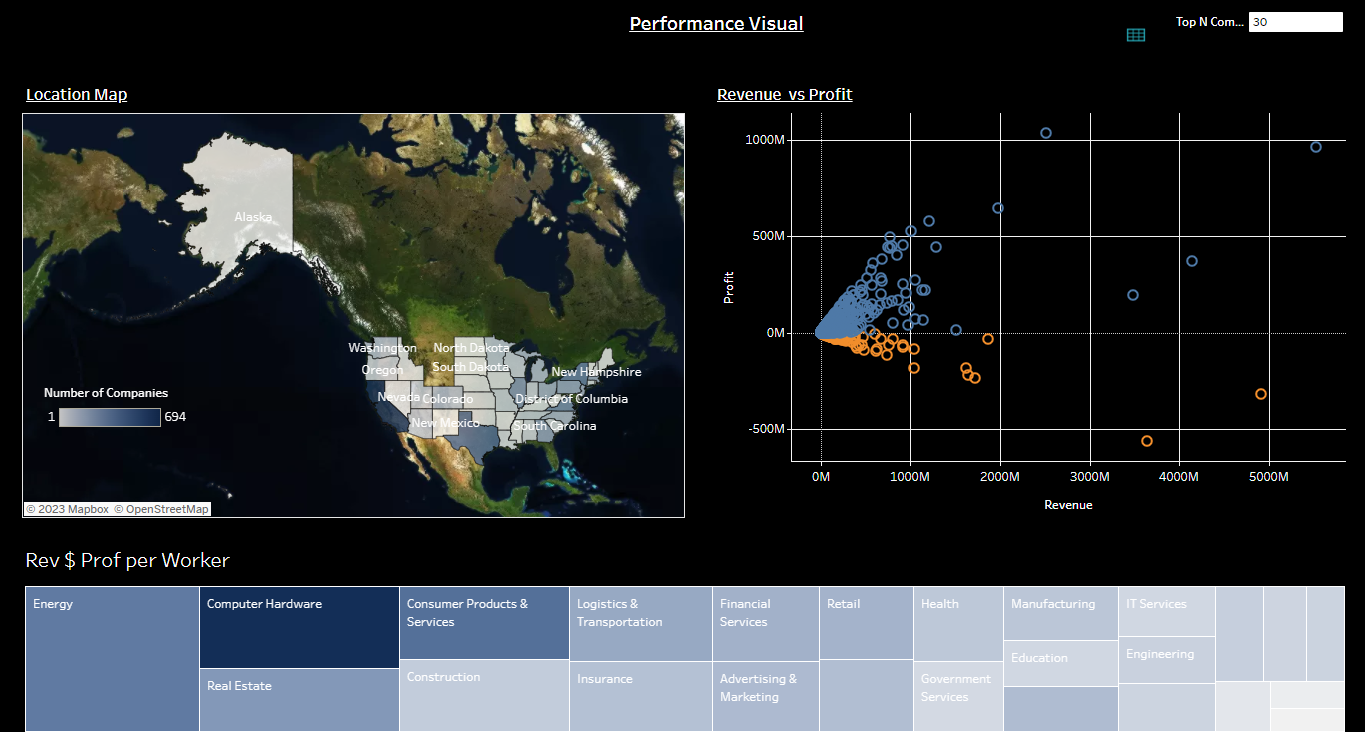 Performance Visual
Top N Com...
30
Location Map
Alaska
Washington
North Dakota
Oregon
South Dakota
New Hampshire
Nevada
Colorado
District of Columbia
New Mexico
South Carolina
Number of Companies
1
694
© 2023 Mapbox © OpenStreetMap
Revenue vs Profit
1000M
500M
0M
-500M
Profit
0M
1000M
2000M
3000M
4000M
5000M
Revenue
Rev $ Prof per Worker
Energy
Computer Hardware
Real Estate
Consumer Products &
Services
Construction
Logistics &
Transportation
Insurance
Financial
Services
Advertising &
Marketing
Retail
Health
Government
Services
Manufacturing
Education
IT Services
Engineering